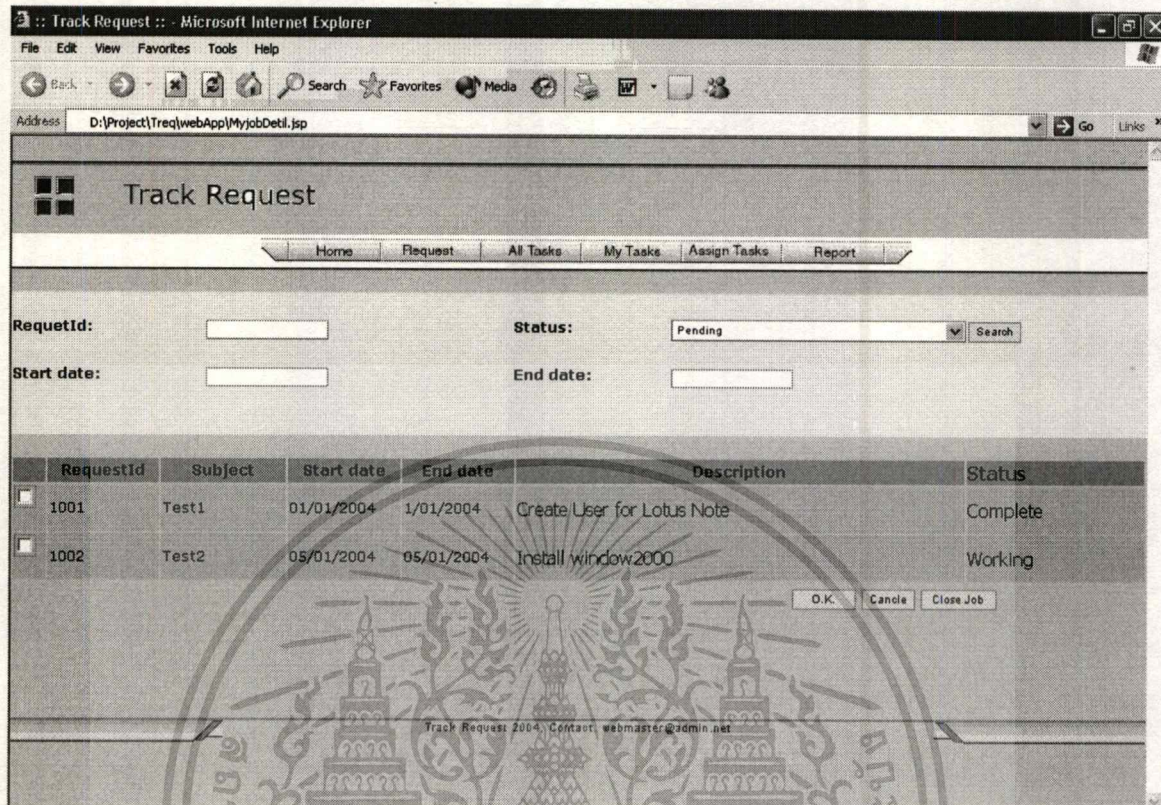 :: Track Request :: - Microsoft Internet Explorer
File Edit View Favorites Tools Help
Back Search Favorites Media
Address D:\Project\Treq\webApp\MyjobDetil.jsp Go Links
Track Request
Home Request All Tasks My Tasks Assign Tasks Report
RequetId: Status: Pending Search
Start date: End date:
RequestId Subject Start date End date Description Status
1001 Test1 01/01/2004 1/01/2004 Create User for Lotus Note Complete
1002 Test2 05/01/2004 05/01/2004 Install window2000 Working
O.K. Cancle Close Job
Track Request 2004, Contact, webmaster@admin.net